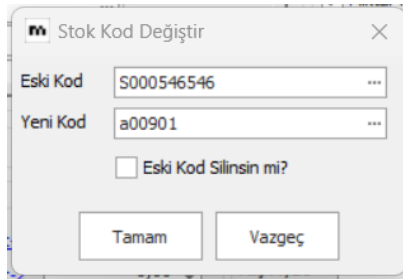 Stok Kod Değiştir
Eski Kod S000546546 ...
Yeni Kod a00901 ...
Eski Kod Silinsin mi?
Tamam Vazgeç